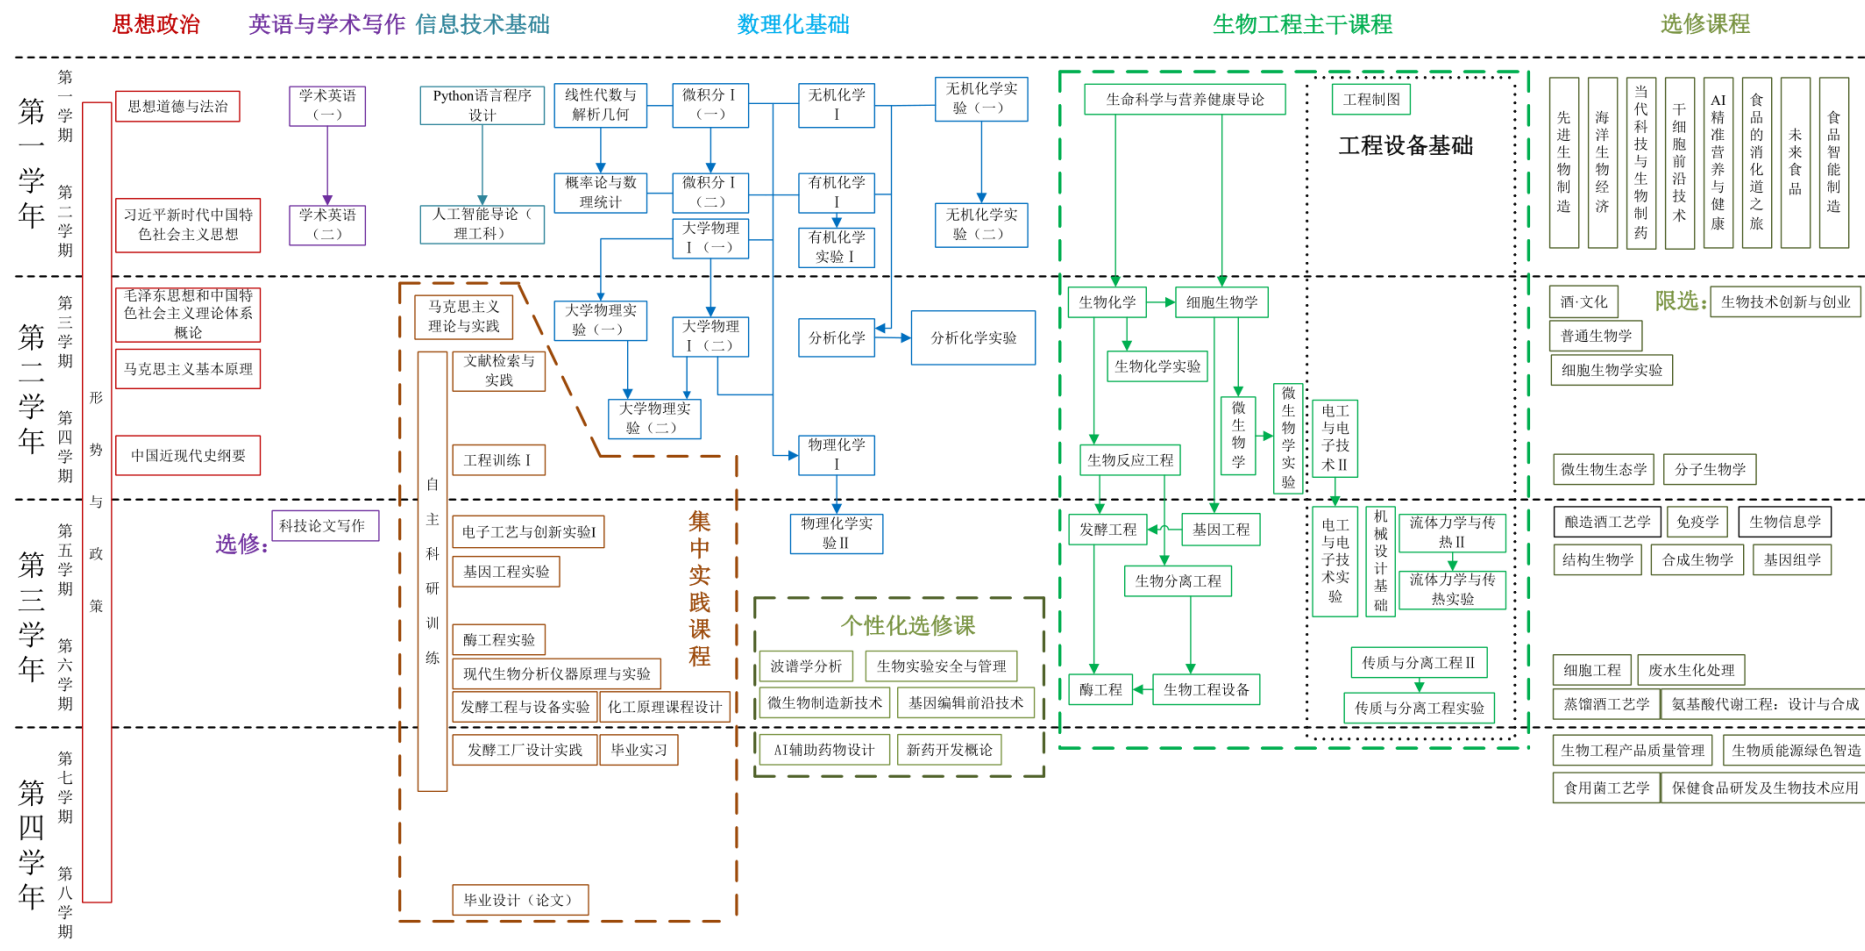 思想政治
英语与学术写作
信息技术基础
数理化基础
生物工程主干课程
选修课程
第一学年
第一学期
第二学期
思想道德与法治
习近平新时代中国特
色社会主义思想
学术英语
（一）
学术英语
（二）
Python语言程序
设计
人工智能导论（
理工科）
线性代数与
解析几何
微积分 I
（一）
无机化学
I
无机化学实
验（一）
概率论与数
理统计
微积分 I
（二）
有机化学
I
无机化学实
验（二）
大学物理
I （一）
有机化学
实验 I
生命科学与营养健康导论
工程制图
工程设备基础
先进生物制造
海洋生物经济
当代科技与生物制药
干细胞前沿技术
AI精准营养与健康
食品的消化道之旅
未来食品
食品智能制造
第二学年
第三学期
第四学期
形势与政策
毛泽东思想和中国特
色社会主义理论体系
概论
马克思主义基本原理
中国近现代史纲要
马克思主义
理论与实践
自主科研训练
文献检索与
实践
工程训练 I
大学物理实
验（一）
大学物理
I （二）
大学物理实
验（二）
分析化学
分析化学实验
物理化学
I
生物化学
细胞生物学
生物化学实验
微生物学
微生物学实验
生物反应工程
电工与电子技术II
酒·文化
限选：
生物技术创新与创业
普通生物学
细胞生物学实验
微生物生态学
分子生物学
第三学年
第五学期
第六学期
选修：
科技论文写作
电子工艺与创新实验I
基因工程实验
酶工程实验
现代生物分析仪器原理与实验
发酵工程与设备实验
化工原理课程设计
集中实践课程
物理化学实
验II
个性化选修课
波谱学分析
生物实验安全与管理
微生物制造新技术
基因编辑前沿技术
发酵工程
基因工程
生物分离工程
酶工程
生物工程设备
电工与电子技术实验
机械设计基础
流体力学与传
热II
流体力学与传
热实验
传质与分离工程II
传质与分离工程实验
酿造酒工艺学
免疫学
生物信息学
结构生物学
合成生物学
基因组学
细胞工程
废水生化处理
蒸馏酒工艺学
氨基酸代谢工程：设计与合成
第四学年
第七学期
第八学期
发酵工厂设计实践
毕业实习
毕业设计（论文）
AI辅助药物设计
新药开发概论
生物工程产品质量管理
生物质能源绿色智造
食用菌工艺学
保健食品研发及生物技术应用